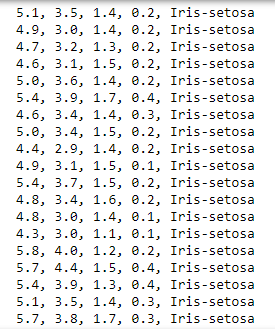 5.1, 3.5, 1.4, 0.2, Iris-setosa
4.9, 3.0, 1.4, 0.2, Iris-setosa
4.7, 3.2, 1.3, 0.2, Iris-setosa
4.6, 3.1, 1.5, 0.2, Iris-setosa
5.0, 3.6, 1.4, 0.2, Iris-setosa
5.4, 3.9, 1.7, 0.4, Iris-setosa
4.6, 3.4, 1.4, 0.3, Iris-setosa
5.0, 3.4, 1.5, 0.2, Iris-setosa
4.4, 2.9, 1.4, 0.2, Iris-setosa
4.9, 3.1, 1.5, 0.1, Iris-setosa
5.4, 3.7, 1.5, 0.2, Iris-setosa
4.8, 3.4, 1.6, 0.2, Iris-setosa
4.8, 3.0, 1.4, 0.1, Iris-setosa
4.3, 3.0, 1.1, 0.1, Iris-setosa
5.8, 4.0, 1.2, 0.2, Iris-setosa
5.7, 4.4, 1.5, 0.4, Iris-setosa
5.4, 3.9, 1.3, 0.4, Iris-setosa
5.1, 3.5, 1.4, 0.3, Iris-setosa
5.7, 3.8, 1.7, 0.3, Iris-setosa